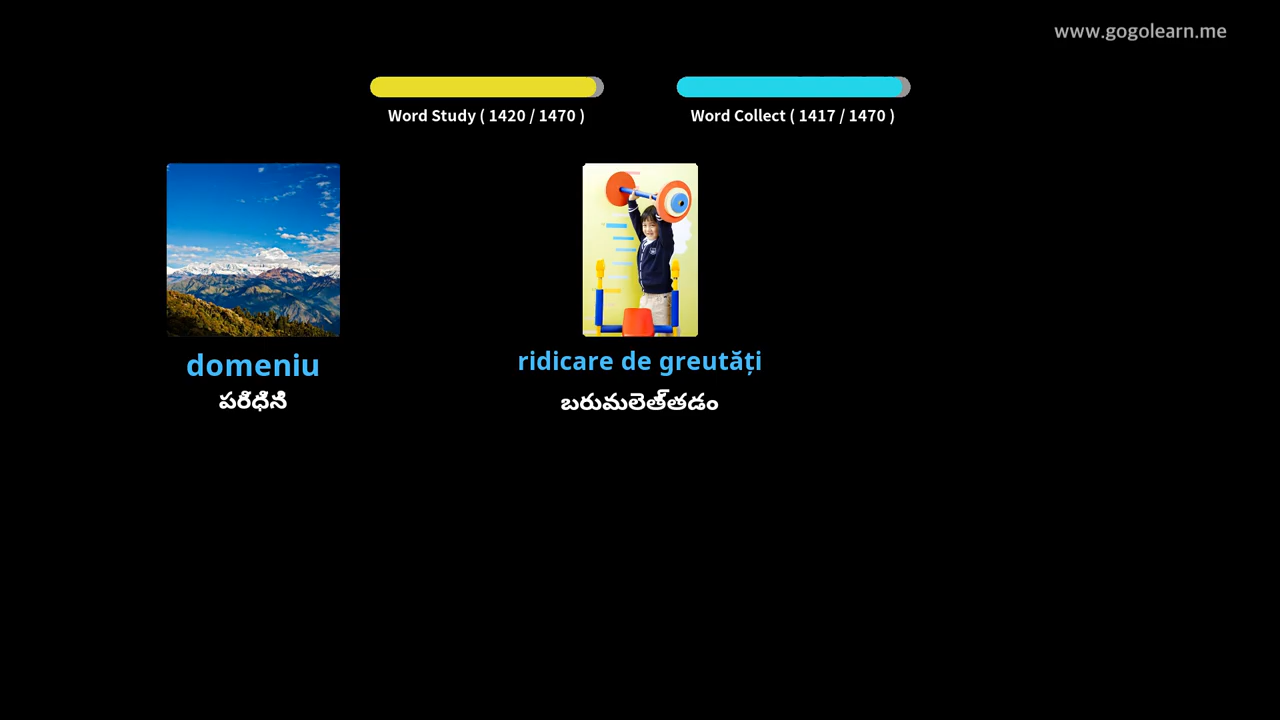 www.gogolearn.me
Word Study ( 1420 / 1470 )
Word Collect ( 1417 / 1470 )
domeniu
ridicare de greutăți
పరిధిని
బరువులెత్తడం